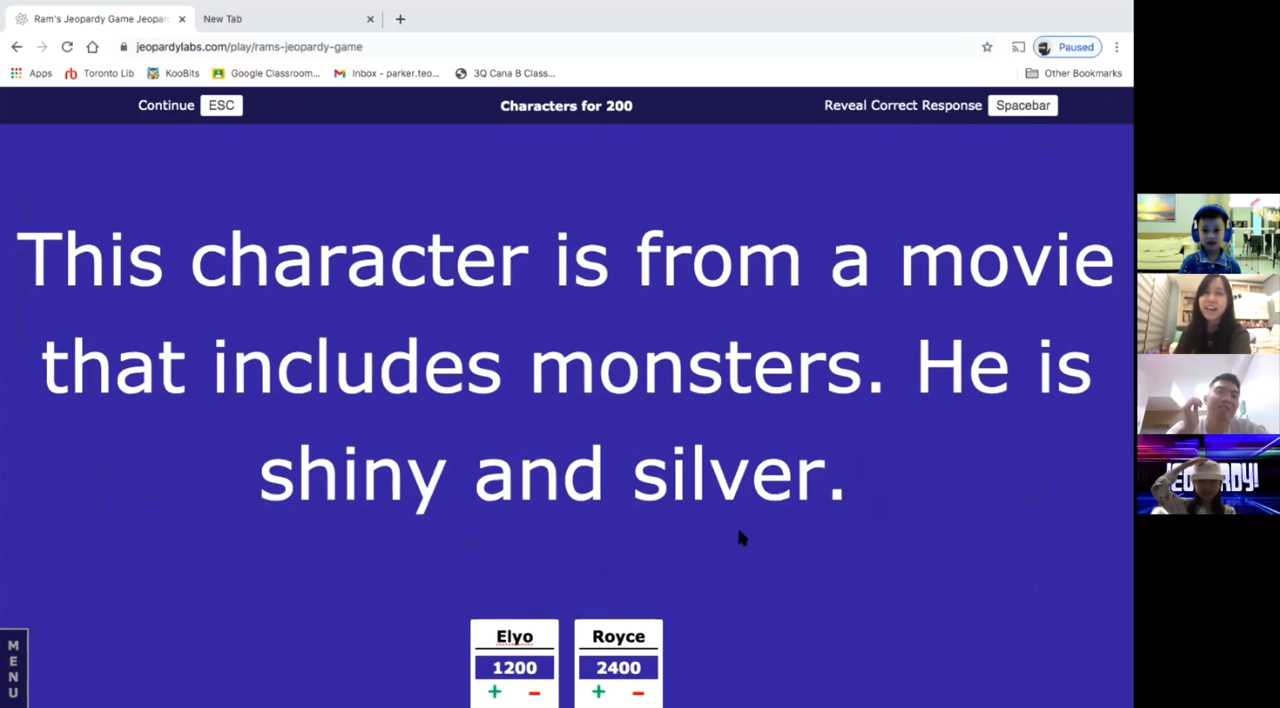 Ram's Jeopardy Game Jeopar
New Tab
jeopardylabs.com/play/rams-jeopardy-game
Paused
Apps
Toronto Lib
KooBits
Google Classroom...
Inbox - parker.teo...
3Q Cana B Class...
Other Bookmarks
Continue ESC
Characters for 200
Reveal Correct Response Spacebar
This character is from a movie
that includes monsters. He is
shiny and silver.
JEOPARDY!
MENU
Elyo
Royce
1200
2400
+ −
+ −